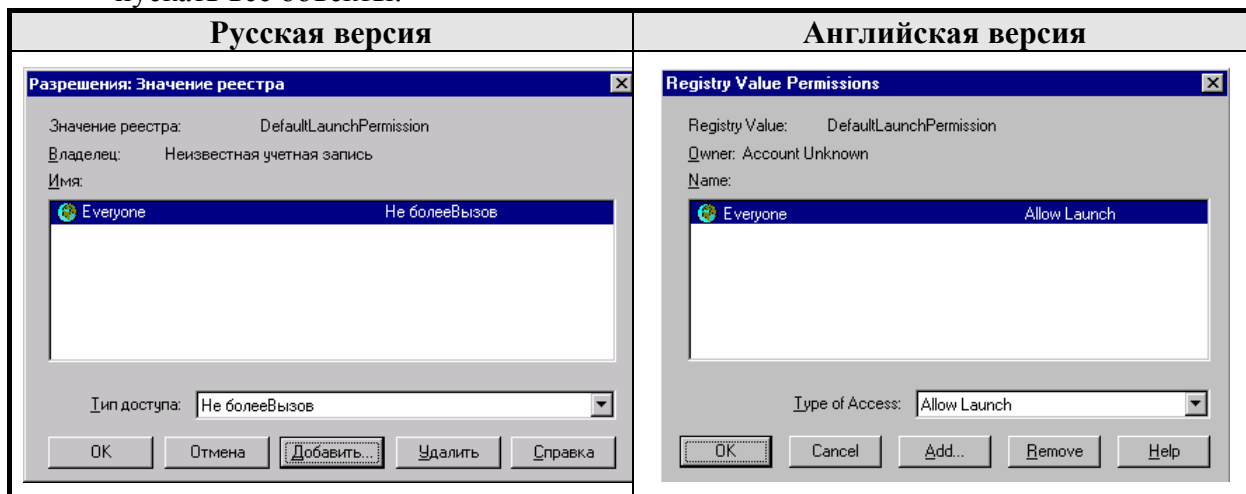 Русская версия
Английская версия
Разрешения: Значение реестра
Значение реестра: DefaultLaunchPermission
Владелец: Неизвестная учетная запись
Имя:
Everyone Не болееВызов
Тип доступа: Не болееВызов
ОК Отмена Добавить... Удалить Справка
Registry Value Permissions
Registry Value: DefaultLaunchPermission
Owner: Account Unknown
Name:
Everyone Allow Launch
Type of Access: Allow Launch
OK Cancel Add... Remove Help